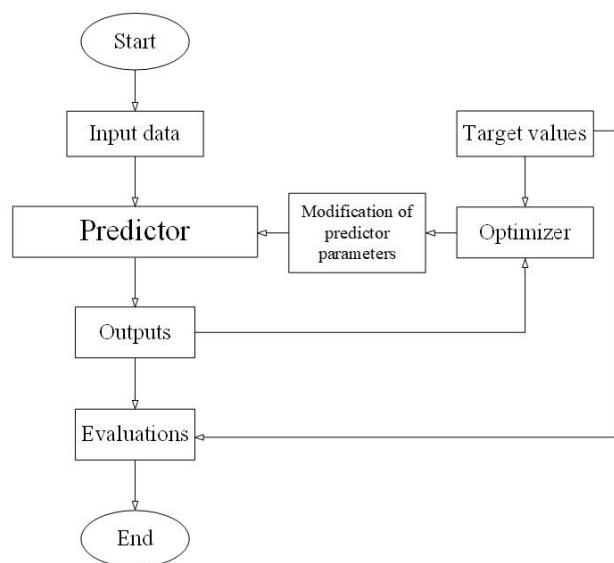 Start
Input data
Target values
Predictor
Modification of
predictor
parameters
Optimizer
Outputs
Evaluations
End